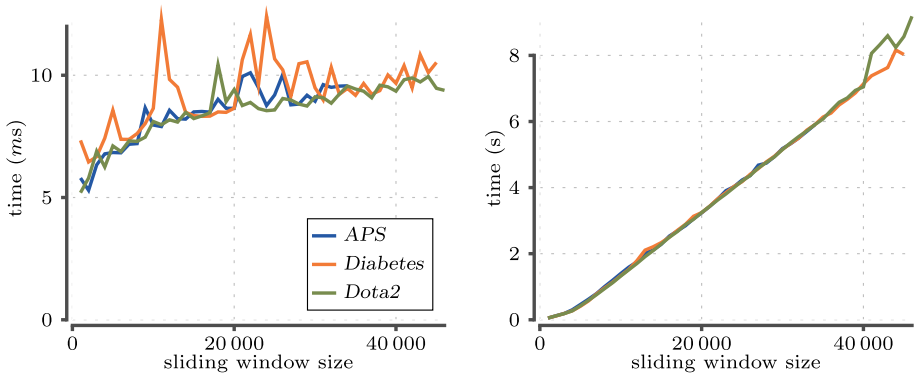 time (ms)
10
5
0
0
20 000
40 000
sliding window size
APS
Diabetes
Dota2
time (s)
8
6
4
2
0
0
20 000
40 000
sliding window size